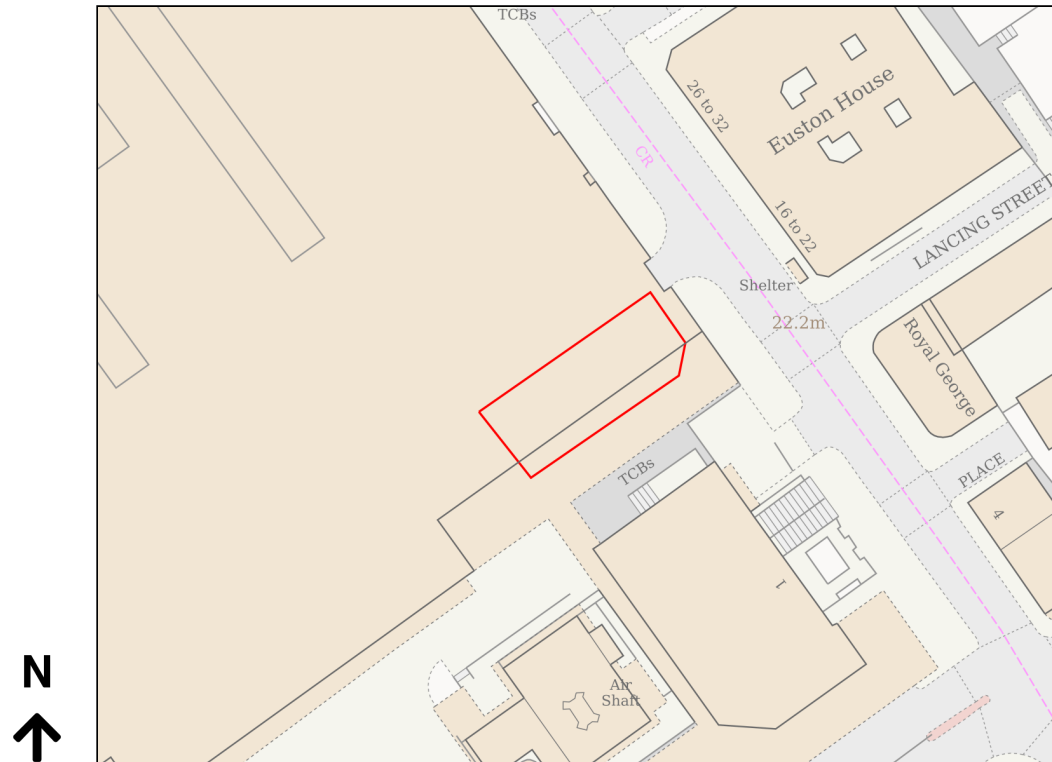 TCBs
26 to 32
Euston House
CR
16 to 22
LANCING STREET
Shelter
22.2m
Royal George
TCBs
PLACE
4
1
Air
Shaft
N